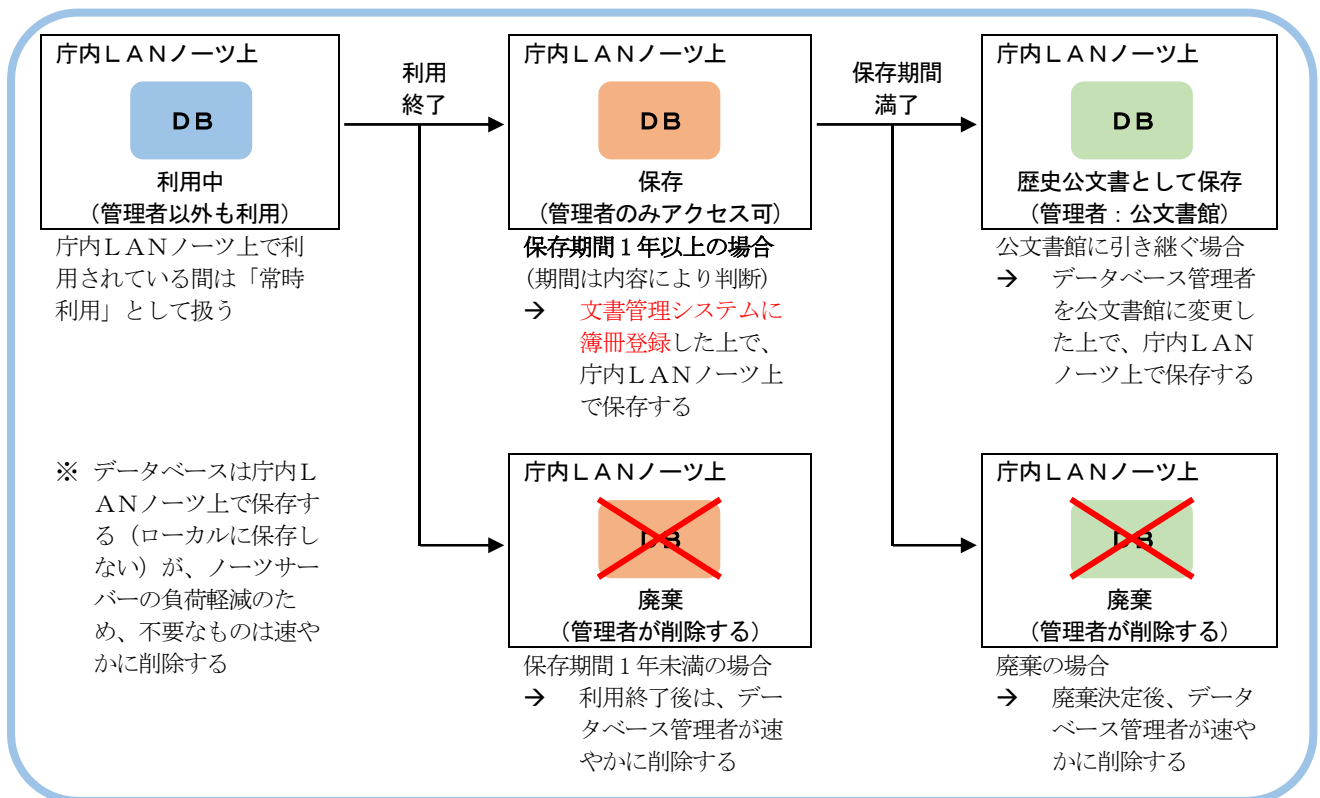 庁内ＬＡＮノーツ上
ＤＢ
利用中
（管理者以外も利用）
庁内ＬＡＮノーツ上で利
用されている間は「常時
利用」として扱う
利用
終了
庁内ＬＡＮノーツ上
ＤＢ
保存
（管理者のみアクセス可）
保存期間１年以上の場合
（期間は内容により判断）
→ 文書管理システムに
簿冊登録した上で、
庁内ＬＡＮノーツ上
で保存する
保存期間
満了
庁内ＬＡＮノーツ上
ＤＢ
歴史公文書として保存
（管理者：公文書館）
公文書館に引き継ぐ場合
→ データベース管理者
を公文書館に変更し
た上で、庁内ＬＡＮ
ノーツ上で保存する
※ データベースは庁内Ｌ
ＡＮノーツ上で保存す
る（ローカルに保存し
ない）が、ノーツサー
バーの負荷軽減のた
め、不要なものは速や
かに削除する
庁内ＬＡＮノーツ上
ＤＢ
廃棄
（管理者が削除する）
保存期間１年未満の場合
→ 利用終了後は、デー
タベース管理者が速
やかに削除する
庁内ＬＡＮノーツ上
ＤＢ
廃棄
（管理者が削除する）
廃棄の場合
→ 廃棄決定後、データ
ベース管理者が速や
かに削除する